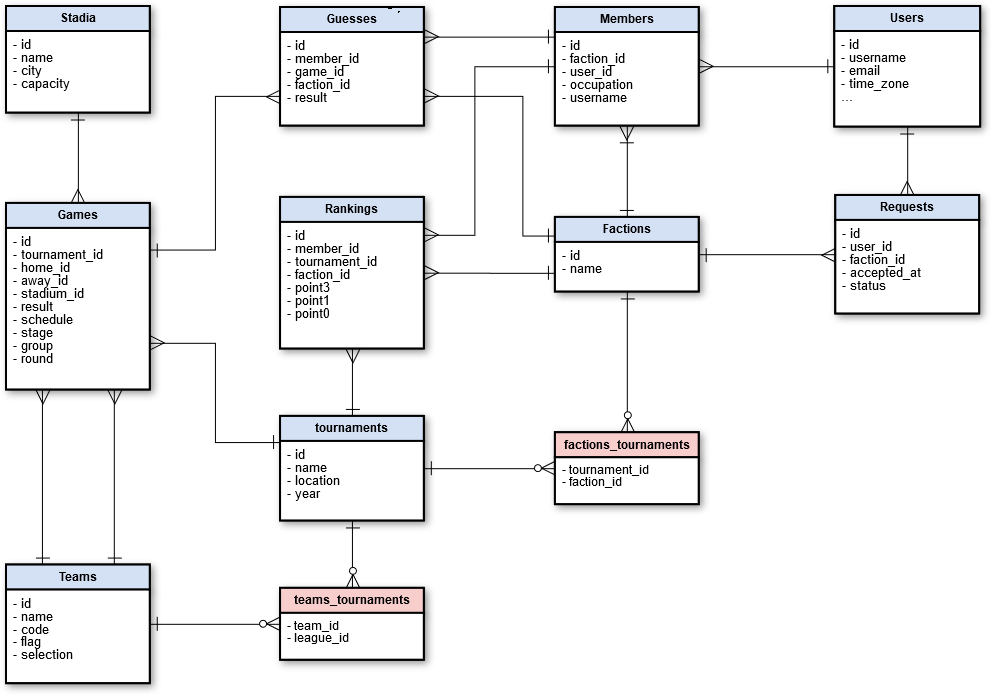 Stadia
- id
- name
- city
- capacity
Guesses
- id
- member_id
- game_id
- faction_id
- result
Members
- id
- faction_id
- user_id
- occupation
- username
Users
- id
- username
- email
- time_zone
...
Games
- id
- tournament_id
- home_id
- away_id
- stadium_id
- result
- schedule
- stage
- group
- round
Rankings
- id
- member_id
- tournament_id
- faction_id
- point3
- point1
- point0
Factions
- id
- name
Requests
- id
- user_id
- faction_id
- accepted_at
- status
tournaments
- id
- name
- location
- year
factions_tournaments
- tournament_id
- faction_id
Teams
- id
- name
- code
- flag
- selection
teams_tournaments
- team_id
- league_id